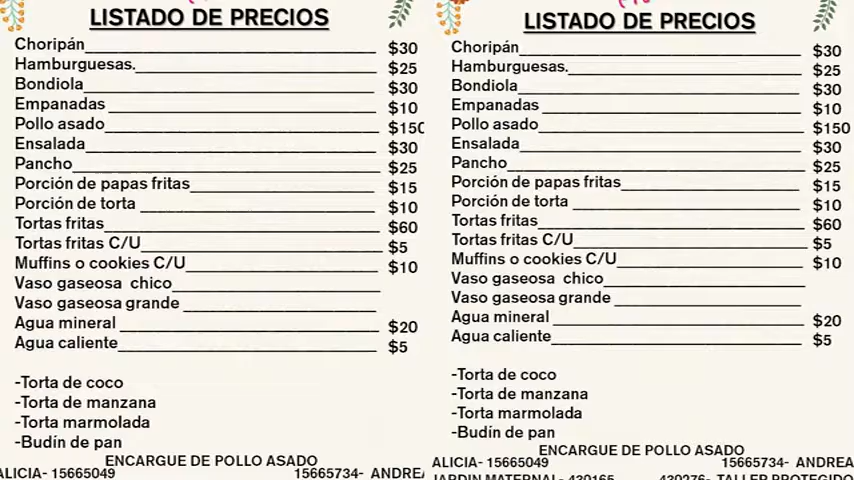 LISTADO DE PRECIOS
Choripán $30
Hamburguesas. $25
Bondiola $30
Empanadas $10
Pollo asado $150
Ensalada $30
Pancho $25
Porción de papas fritas $15
Porción de torta $10
Tortas fritas $60
Tortas fritas C/U $5
Muffins o cookies C/U $10
Vaso gaseosa chico
Vaso gaseosa grande
Agua mineral $20
Agua caliente $5
-Torta de coco
-Torta de manzana
-Torta marmolada
-Budín de pan
ENCARGUE DE POLLO ASADO
ALICIA- 15665049 15665734- ANDREA
LISTADO DE PRECIOS
Choripán $30
Hamburguesas. $25
Bondiola $30
Empanadas $10
Pollo asado $150
Ensalada $30
Pancho $25
Porción de papas fritas $15
Porción de torta $10
Tortas fritas $60
Tortas fritas C/U $5
Muffins o cookies C/U $10
Vaso gaseosa chico
Vaso gaseosa grande
Agua mineral $20
Agua caliente $5
-Torta de coco
-Torta de manzana
-Torta marmolada
-Budín de pan
ENCARGUE DE POLLO ASADO
ALICIA- 15665049 15665734- ANDREA
JARDIN MATERNAL- 430165 430276- TALLER PROTEGIDO